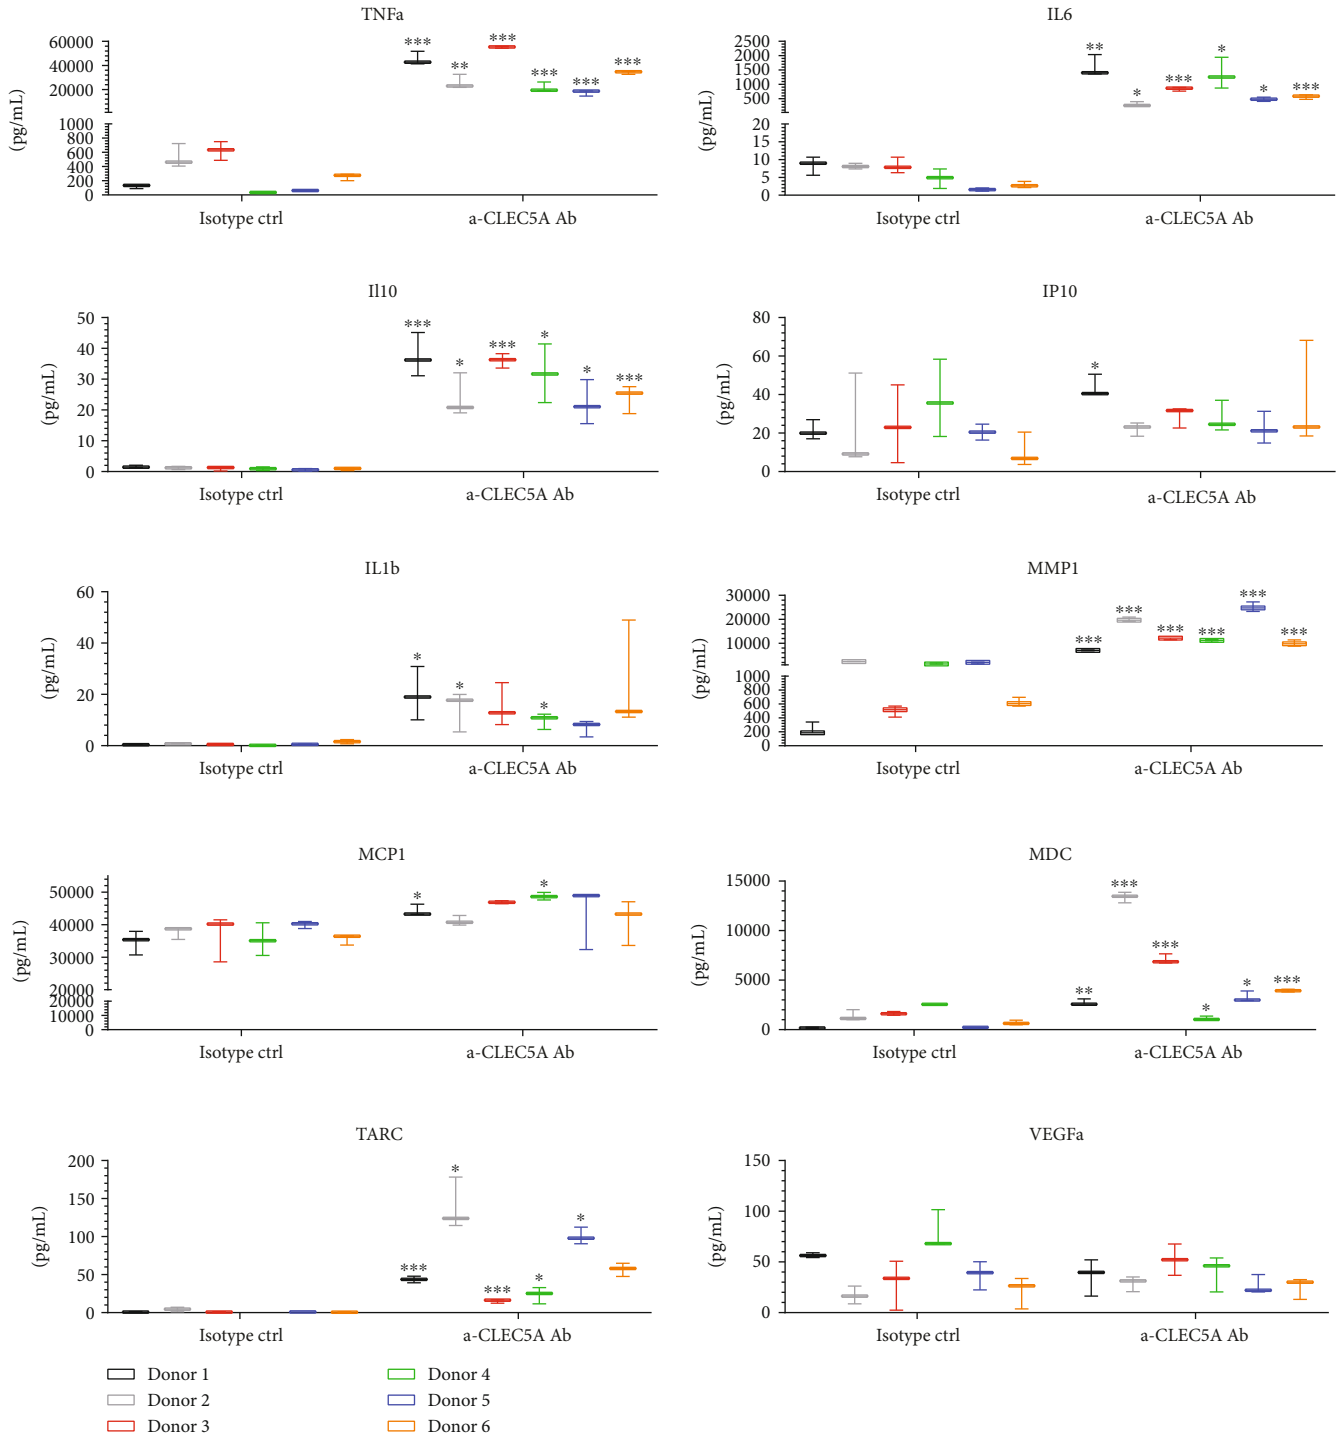 TNFa
(pg/mL)
60000
40000
20000
1000
800
600
400
200
0
*** ** *** *** *** ***
Isotype ctrl
a-CLEC5A Ab
IL6
(pg/mL)
2500
2000
1500
1000
500
20
15
10
5
0
** * *** * * ***
Isotype ctrl
a-CLEC5A Ab
Il10
(pg/mL)
50
40
30
20
10
0
*** * *** * * ***
Isotype ctrl
a-CLEC5A Ab
IP10
(pg/mL)
80
60
40
20
0
*
Isotype ctrl
a-CLEC5A Ab
IL1b
(pg/mL)
60
40
20
0
* * *
Isotype ctrl
a-CLEC5A Ab
MMP1
(pg/mL)
30000
20000
10000
1000
800
600
400
200
0
*** *** *** *** *** ***
Isotype ctrl
a-CLEC5A Ab
MCP1
(pg/mL)
50000
40000
30000
20000
20000
10000
0
* *
Isotype ctrl
a-CLEC5A Ab
MDC
(pg/mL)
15000
10000
5000
0
** *** *** * * ***
Isotype ctrl
a-CLEC5A Ab
TARC
(pg/mL)
200
150
100
50
0
*** * *** * *
Isotype ctrl
a-CLEC5A Ab
VEGFa
(pg/mL)
150
100
50
0
Isotype ctrl
a-CLEC5A Ab
Donor 1
Donor 2
Donor 3
Donor 4
Donor 5
Donor 6